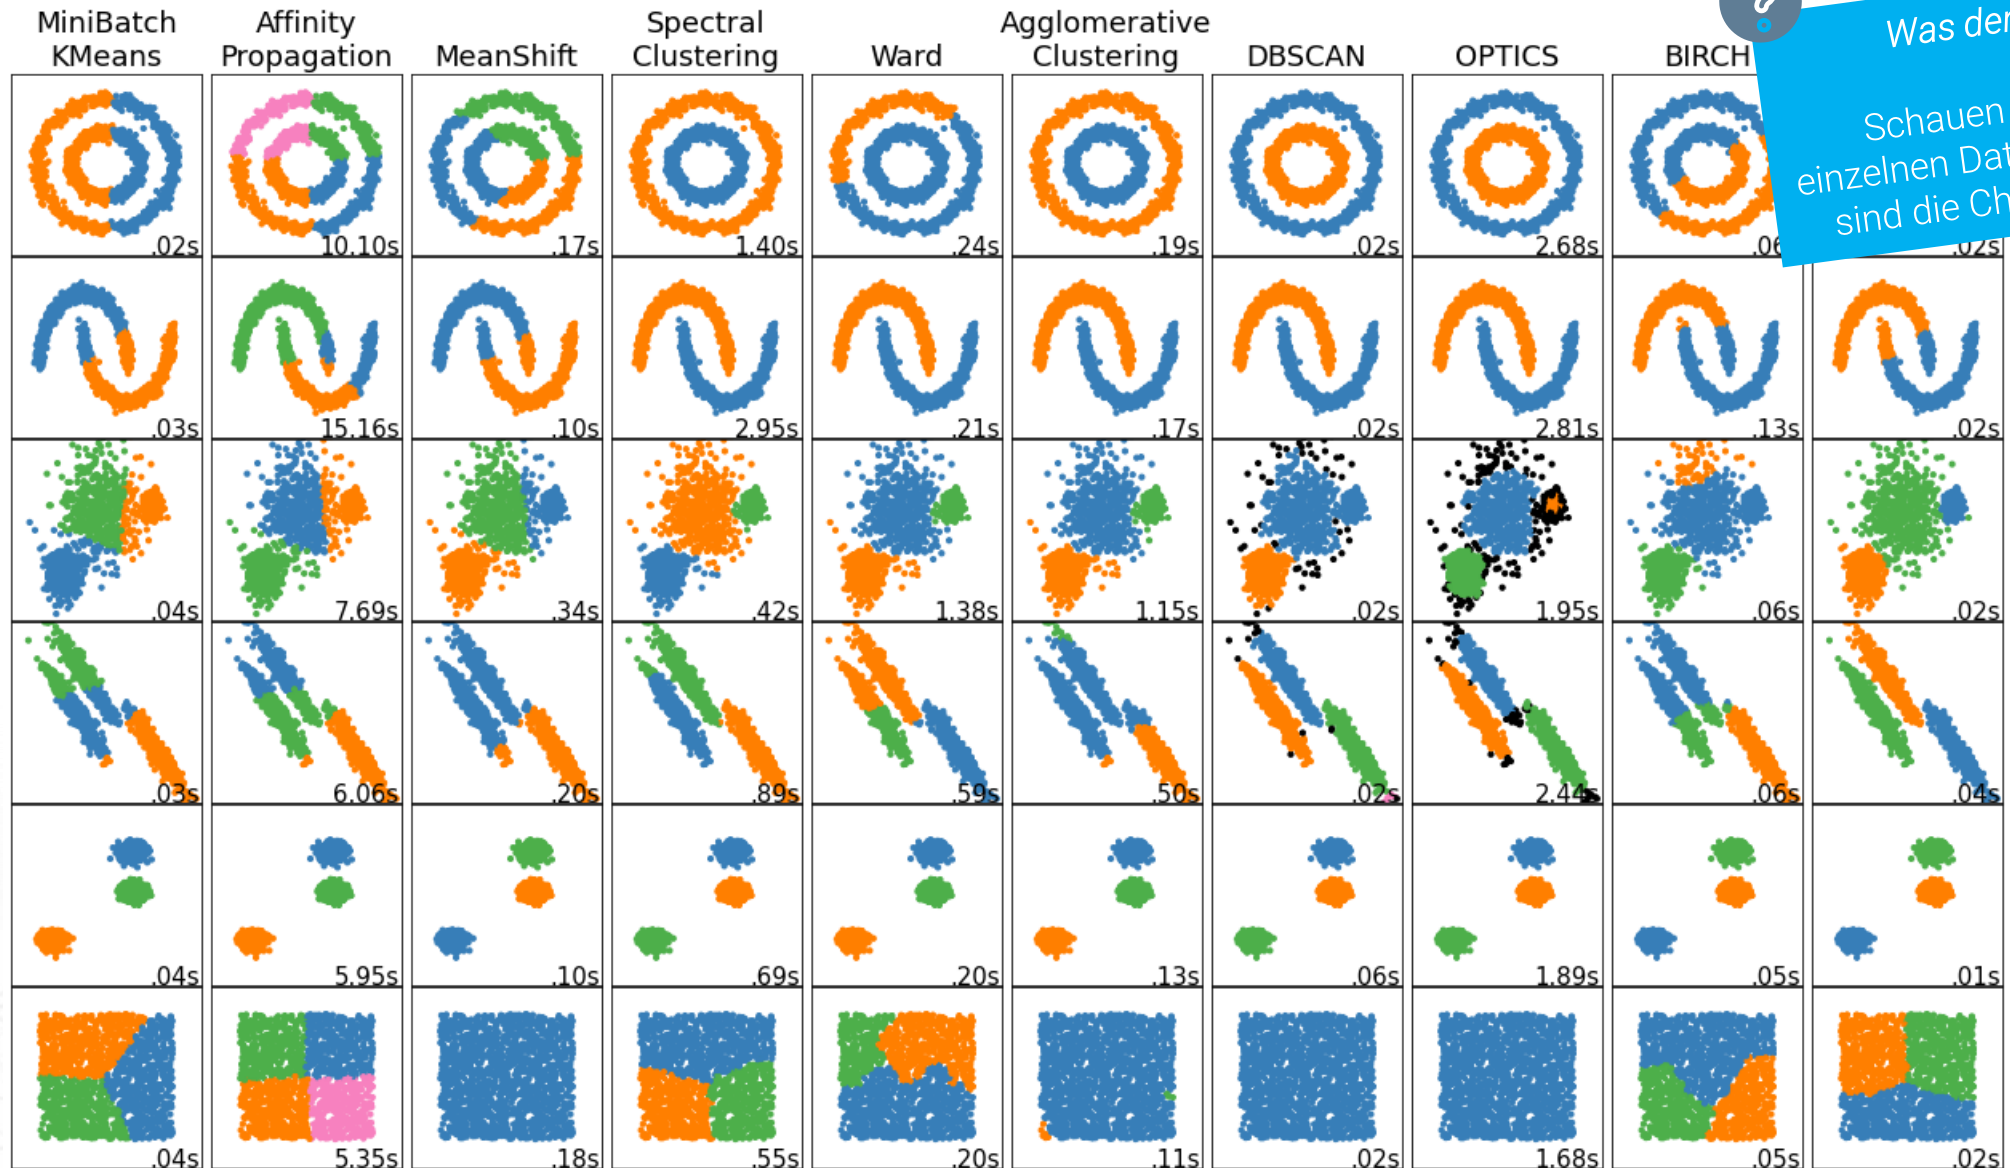 MiniBatch KMeans
Affinity Propagation
MeanShift
Spectral Clustering
Ward
Agglomerative Clustering
DBSCAN
OPTICS
BIRCH
?
Was
Schauen
einzelnen
sind die
.02s 10.10s .17s 1.40s .24s .19s .02s 2.68s .02s
.03s 15.16s .10s 2.95s .21s .17s .02s 2.81s .13s .02s
.04s 7.69s .34s .42s 1.38s 1.15s .02s 1.95s .06s .02s
.03s 6.06s .20s .89s .59s .50s .02s 2.44s .06s .04s
.04s 5.95s .10s .69s .20s .13s .06s 1.89s .05s .01s
.04s 5.35s .18s .55s .20s .11s .02s 1.68s .05s .02s